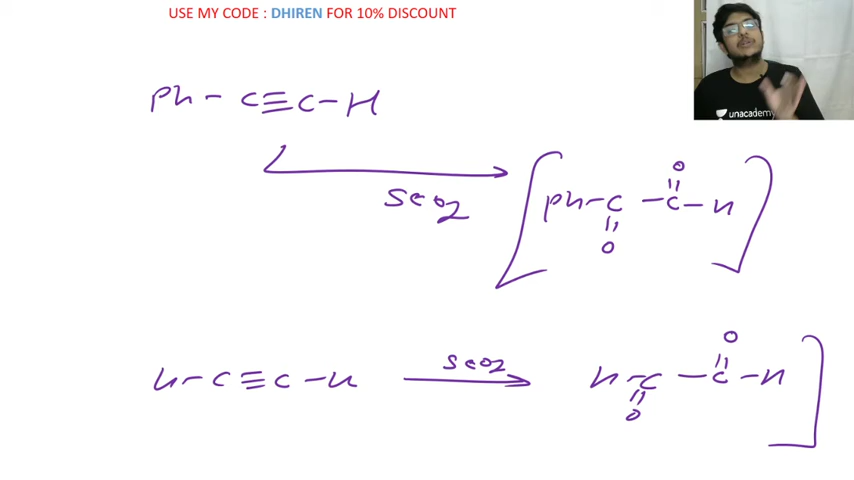 USE MY CODE : DHIREN FOR 10% DISCOUNT
unacademy
Ph - C≡C-H
SeO2
Ph-C-C-H
O
O
H-C≡C-H
SeO2
H-C-C-H
O
O